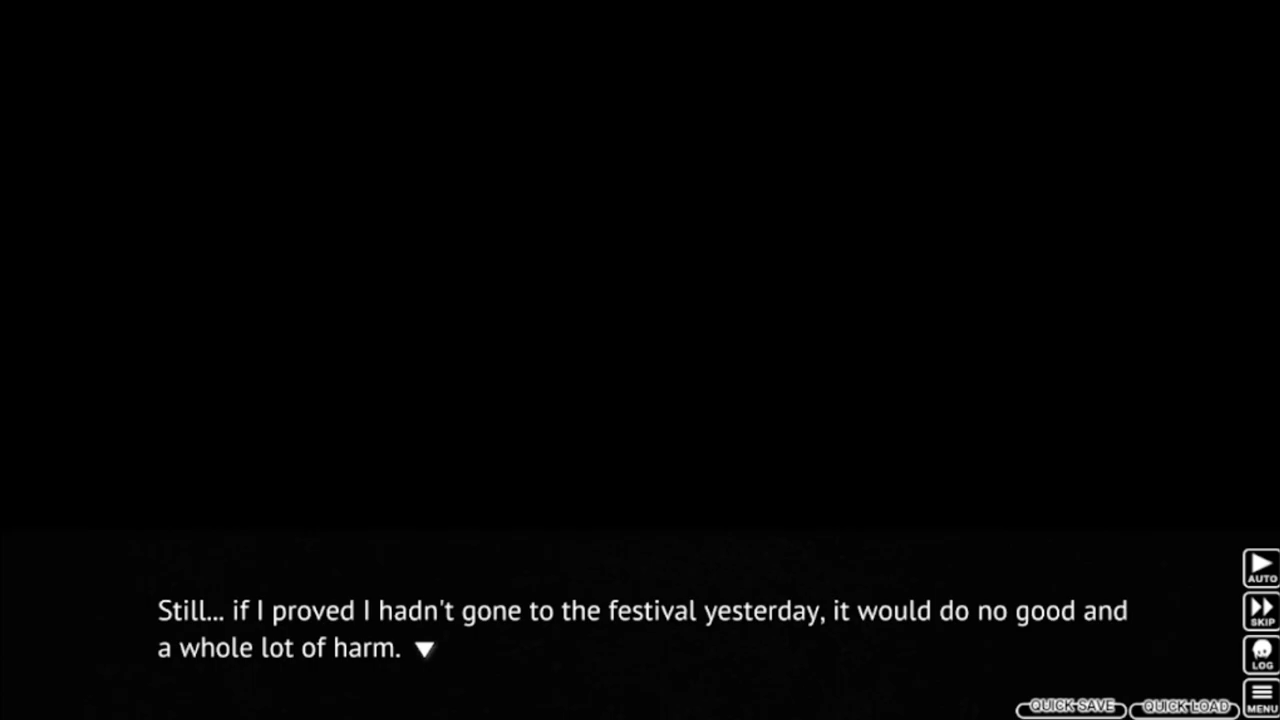 Still... if I proved I hadn't gone to the festival yesterday, it would do no good and
a whole lot of harm.
AUTO
SKIP
LOG
MENU
QUICK SAVE QUICK LOAD